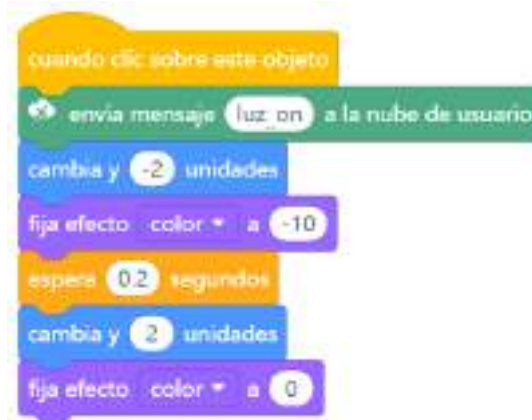 cuando clic sobre este objeto
envía mensaje luz_on a la nube de usuario
cambia y -2 unidades
fija efecto color a -10
espera 0.2 segundos
cambia y 2 unidades
fija efecto color a 0